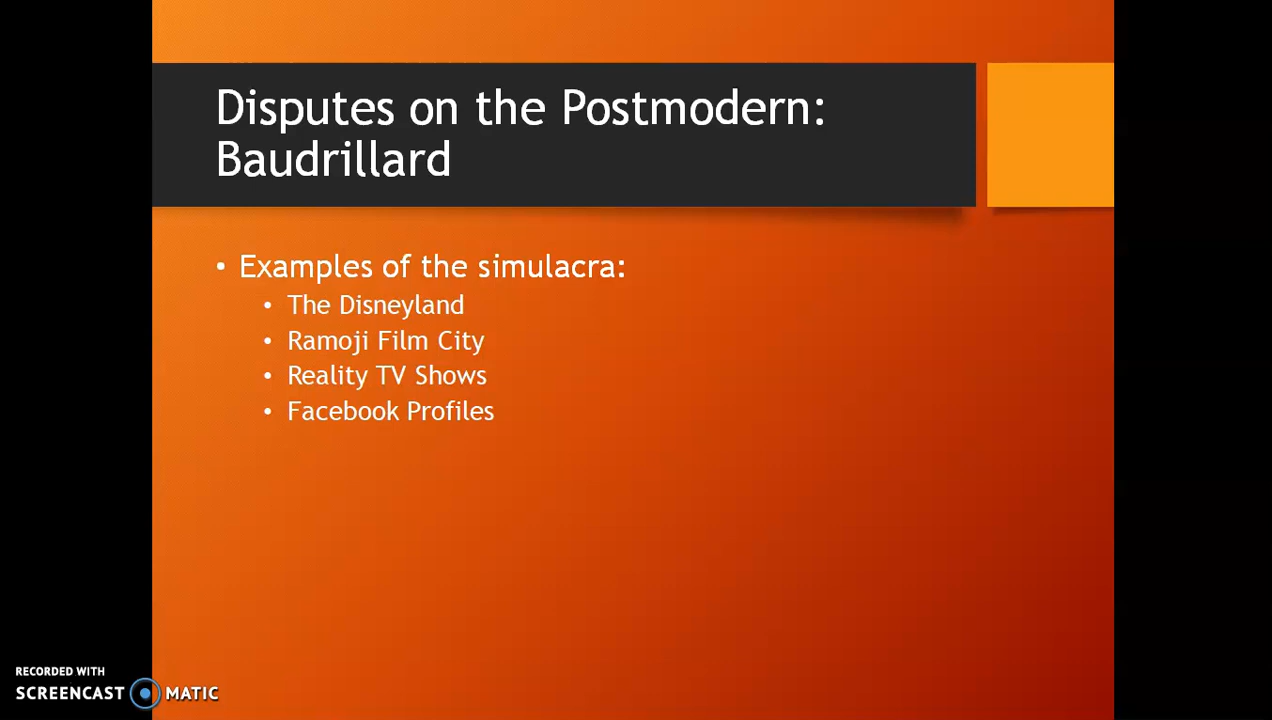 Disputes on the Postmodern:
Baudrillard
• Examples of the simulacra:
• The Disneyland
• Ramoji Film City
• Reality TV Shows
• Facebook Profiles
RECORDED WITH
SCREENCAST MATIC